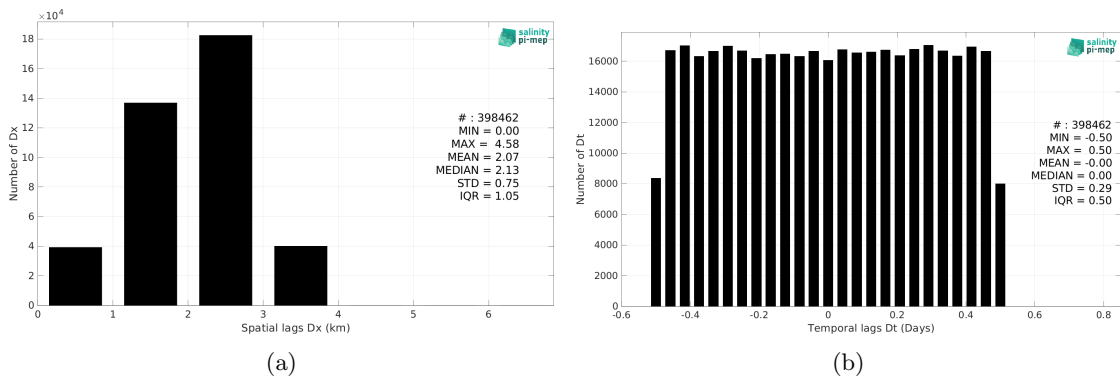 ×10⁴
18
16
14
12
10
8
6
4
2
0
Number of Dx
0 1 2 3 4 5 6
Spatial lags Dx (km)
salinity
pi-mep
# : 398462
MIN = 0.00
MAX = 4.58
MEAN = 2.07
MEDIAN = 2.13
STD = 0.75
IQR = 1.05
(a)
16000
14000
12000
10000
8000
6000
4000
2000
0
Number of Dt
-0.6 -0.4 -0.2 0 0.2 0.4 0.6 0.8
Temporal lags Dt (Days)
salinity
pi-mep
# : 398462
MIN = -0.50
MAX = 0.50
MEAN = -0.00
MEDIAN = 0.00
STD = 0.29
IQR = 0.50
(b)